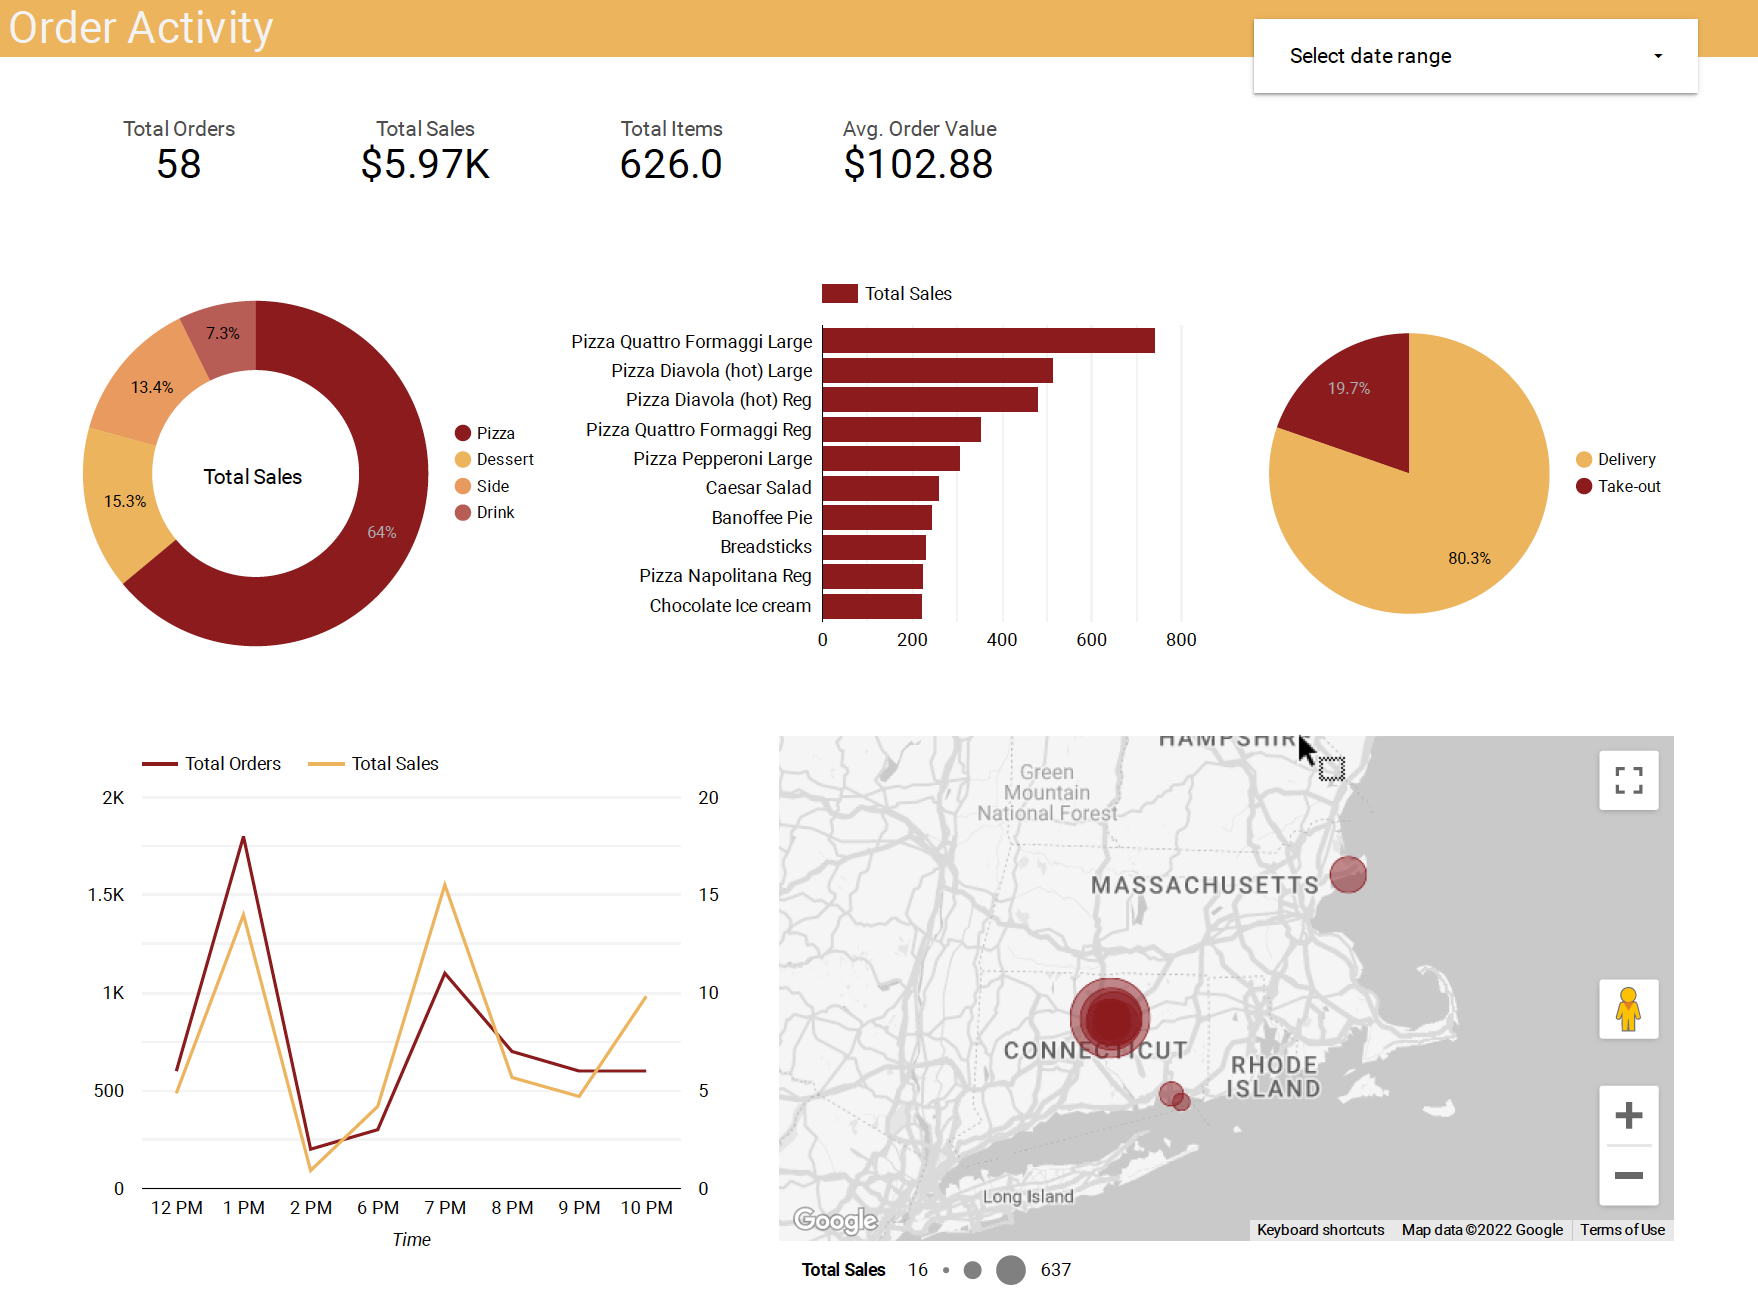 Order Activity
Select date range
Total Orders
58
Total Sales
$5.97K
Total Items
626.0
Avg. Order Value
$102.88
7.3%
13.4%
15.3%
64%
Total Sales
Pizza
Dessert
Side
Drink
Total Sales
Pizza Quattro Formaggi Large
Pizza Diavola (hot) Large
Pizza Diavola (hot) Reg
Pizza Quattro Formaggi Reg
Pizza Pepperoni Large
Caesar Salad
Banoffee Pie
Breadsticks
Pizza Napolitana Reg
Chocolate Ice cream
0 200 400 600 800
19.7%
80.3%
Delivery
Take-out
Total Orders Total Sales
2K 20
1.5K 15
1K 10
500 5
0 0
12 PM 1 PM 2 PM 6 PM 7 PM 8 PM 9 PM 10 PM
Time
HAMPSHIRE
Green
Mountain
National Forest
MASSACHUSETTS
CONNECTICUT
RHODE
ISLAND
Long Island
Google
Keyboard shortcuts Map data ©2022 Google Terms of Use
Total Sales 16 637